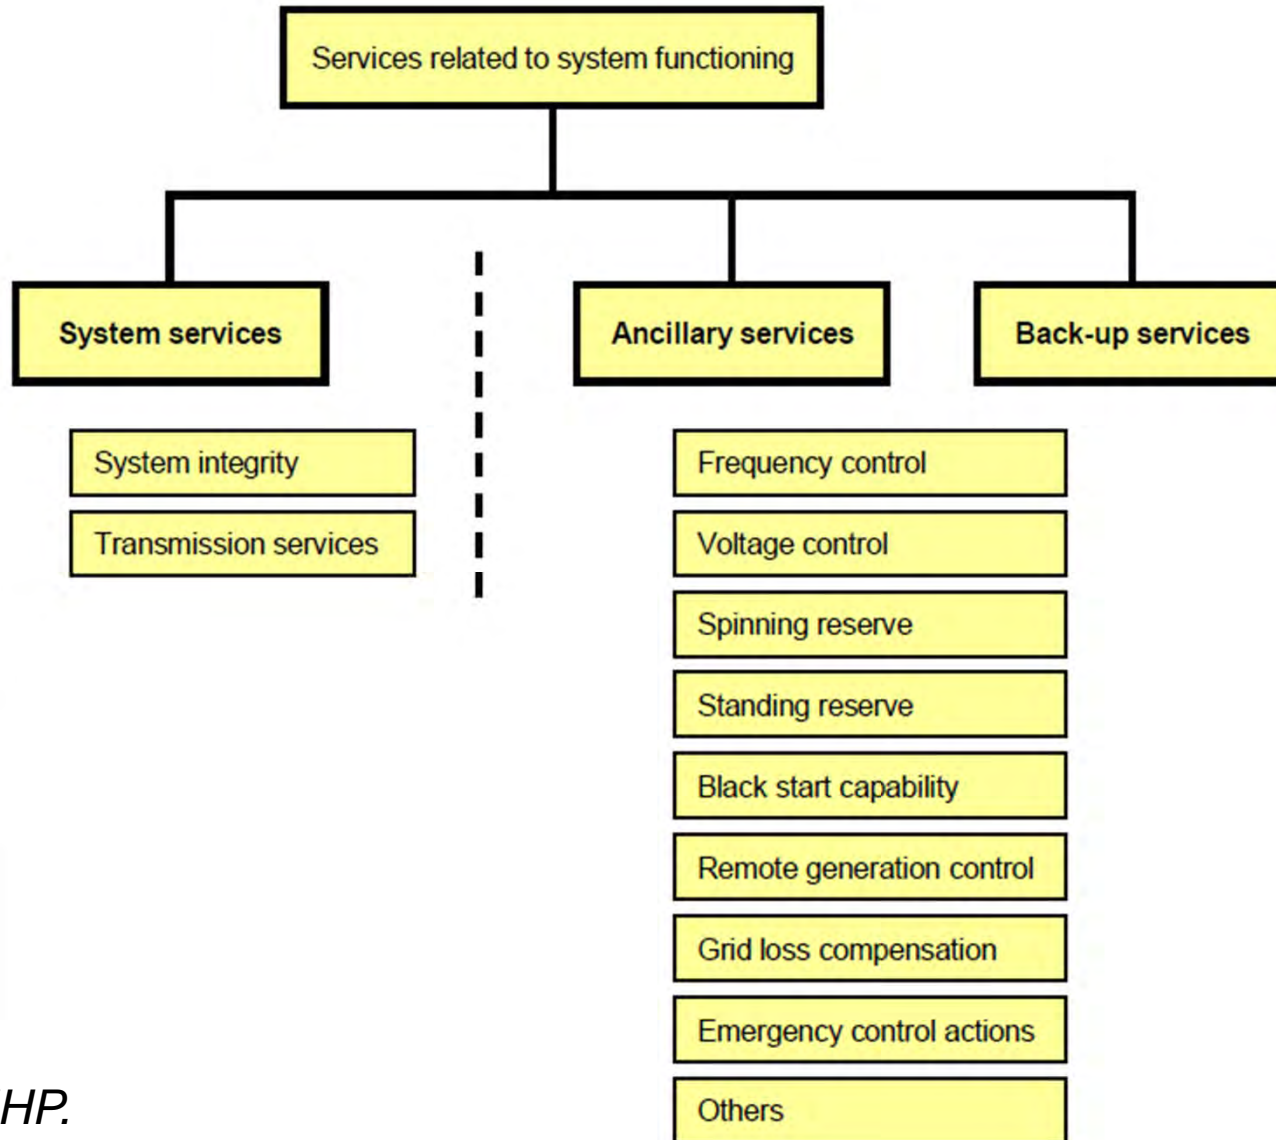 Services related to system functioning
System services
Ancillary services
Back-up services
System integrity
Transmission services
Frequency control
Voltage control
Spinning reserve
Standing reserve
Black start capability
Remote generation control
Grid loss compensation
Emergency control actions
Others
HP.